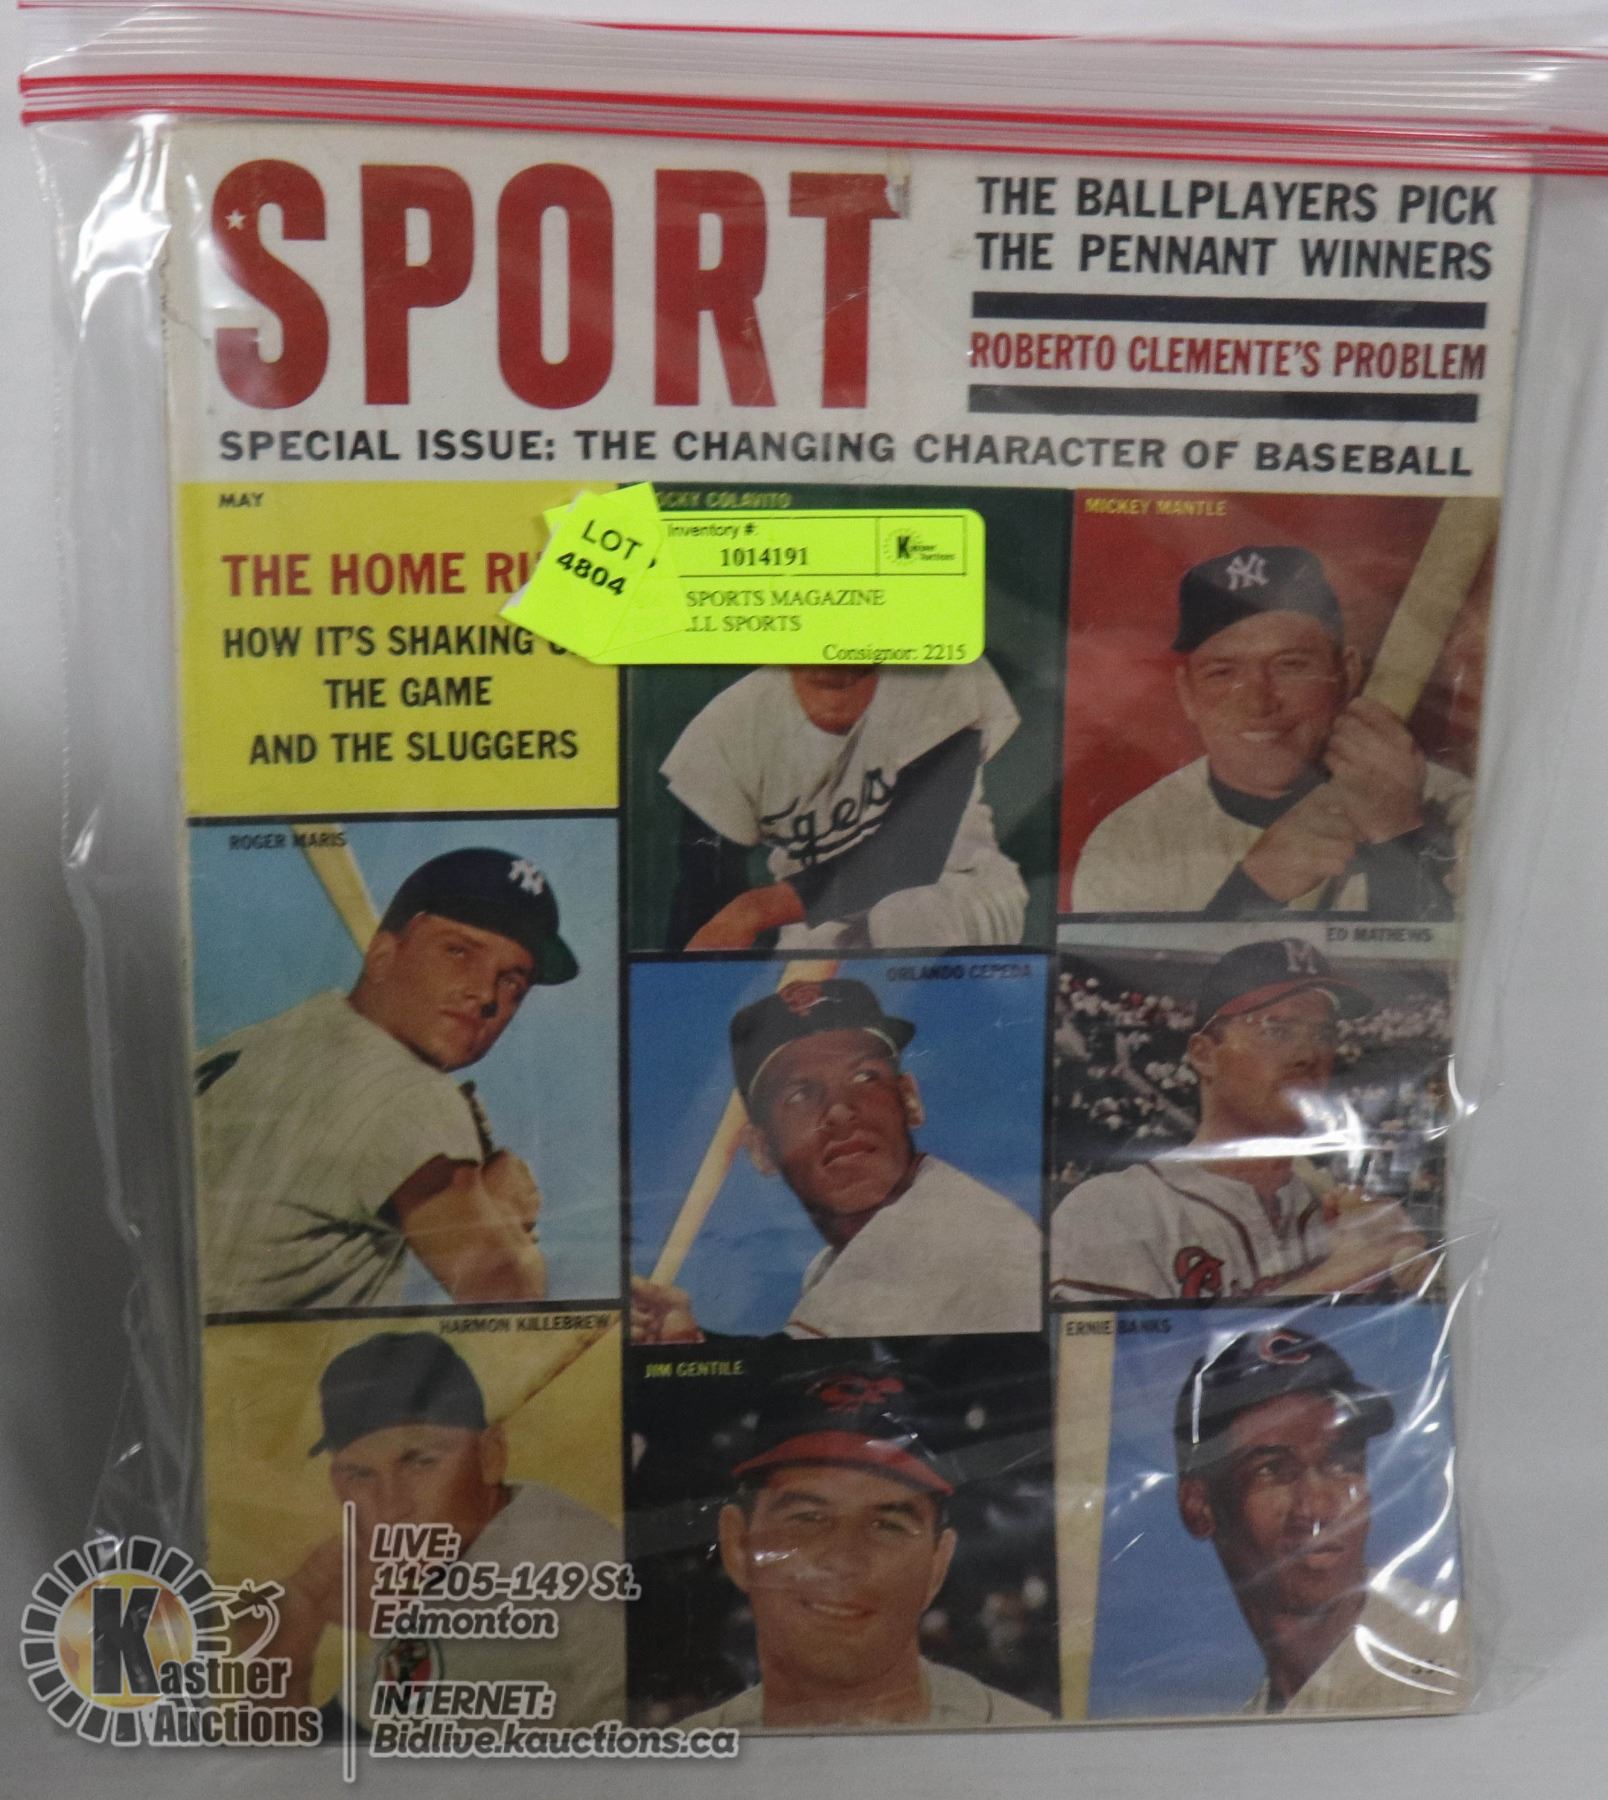 SPORT
THE BALLPLAYERS PICK
THE PENNANT WINNERS
ROBERTO CLEMENTE'S PROBLEM
SPECIAL ISSUE: THE CHANGING CHARACTER OF BASEBALL
MAY
THE HOME
HOW IT'S SHAKING
THE GAME
AND THE SLUGGERS
LOT
4804
Inventory #:
1014191
Kastner
Auctions
SPORTS MAGAZINE
SPORTS
Consignor: 2215
COLAVITO
MICKEY MANTLE
ROGER MARIS
ORLANDO CEPEDA
ED MATHEWS
HARMON KILLEBREW
JIM GENTILE
ERNIE BANKS
Kastner
Auctions
LIVE:
11205-149 St.
Edmonton
INTERNET:
Bidlive.kauctions.ca